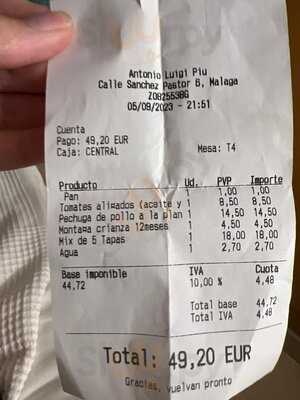 Antonio Luigi Piu
Calle Sanchez Pastor 6, Malaga
Z0825538G
05/09/2023 - 21:51
Cuenta
Pago: 49,20 EUR
Caja: CENTRAL Mesa: T4
Producto Ud. PVP Importe
Pan 1 1,00 1,00
Tomates aliñados (aceite y 1 8,50 8,50
Pechuga de pollo a la plan 1 14,50 14,50
Montaña crianza 12meses 1 4,50 4,50
Mix de 5 Tapas 1 18,00 18,00
Agua 1 2,70 2,70
Base imponible IVA Cuota
44,72 10,00 % 4,48
Total base 44,72
Total IVA 4,48
Total: 49,20 EUR
Gracias, vuelvan pronto